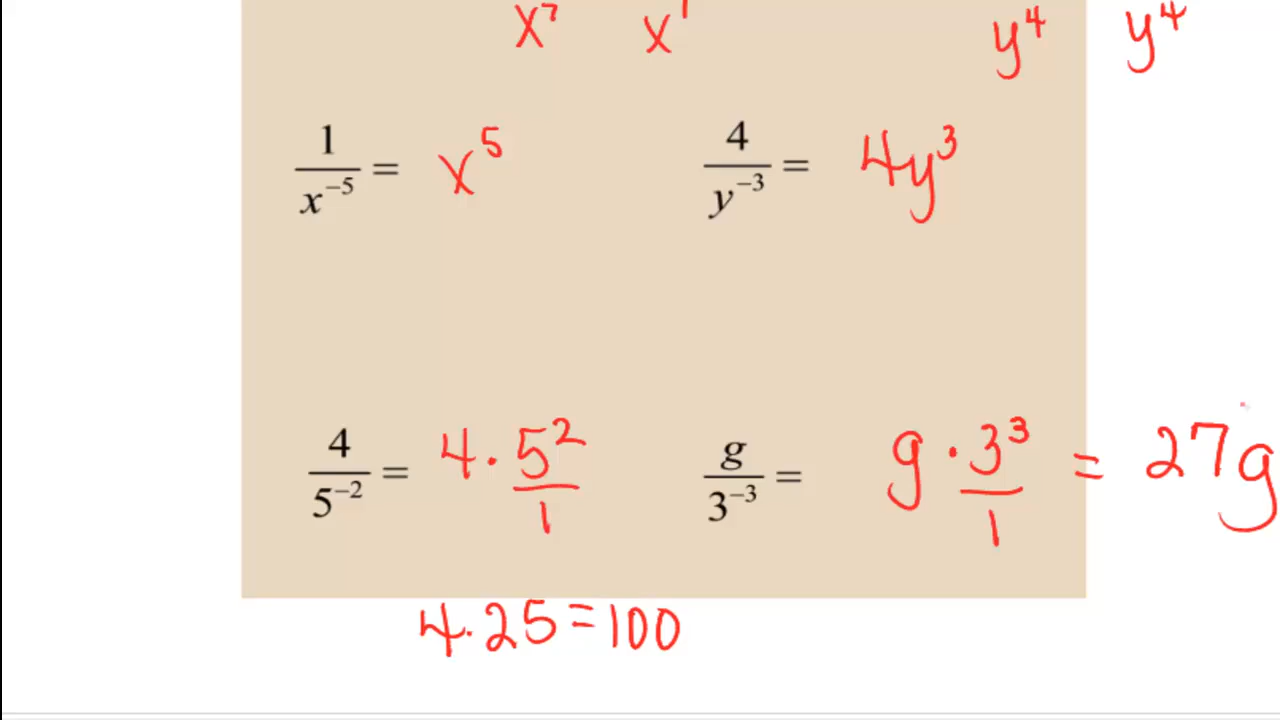 x⁷ x¹ y⁴ y⁴
1/x⁻⁵ = x⁵ 4/y⁻³ = 4y³
4/5⁻² = 4 · 5²/1 g/3⁻³ = g · 3³/1 = 27g
4 · 25 = 100